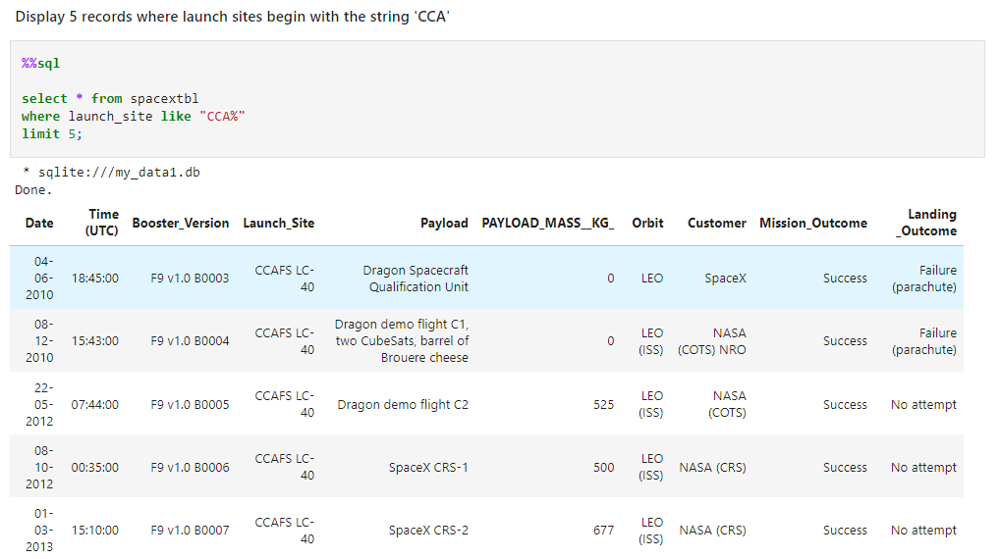 Display 5 records where launch sites begin with the string 'CCA'
%%sql
select * from spacextbl
where launch_site like "CCA%"
limit 5;
* sqlite:///my_data1.db
Done.
Date Time (UTC) Booster_Version Launch_Site Payload PAYLOAD_MASS__KG_ Orbit Customer Mission_Outcome Landing _Outcome
04-06-2010 18:45:00 F9 v1.0 B0003 CCAFS LC-40 Dragon Spacecraft Qualification Unit 0 LEO SpaceX Success Failure (parachute)
08-12-2010 15:43:00 F9 v1.0 B0004 CCAFS LC-40 Dragon demo flight C1, two CubeSats, barrel of Brouere cheese 0 LEO (ISS) NASA (COTS) NRO Success Failure (parachute)
22-05-2012 07:44:00 F9 v1.0 B0005 CCAFS LC-40 Dragon demo flight C2 525 LEO (ISS) NASA (COTS) Success No attempt
08-10-2012 00:35:00 F9 v1.0 B0006 CCAFS LC-40 SpaceX CRS-1 500 LEO (ISS) NASA (CRS) Success No attempt
01-03-2013 15:10:00 F9 v1.0 B0007 CCAFS LC-40 SpaceX CRS-2 677 LEO (ISS) NASA (CRS) Success No attempt